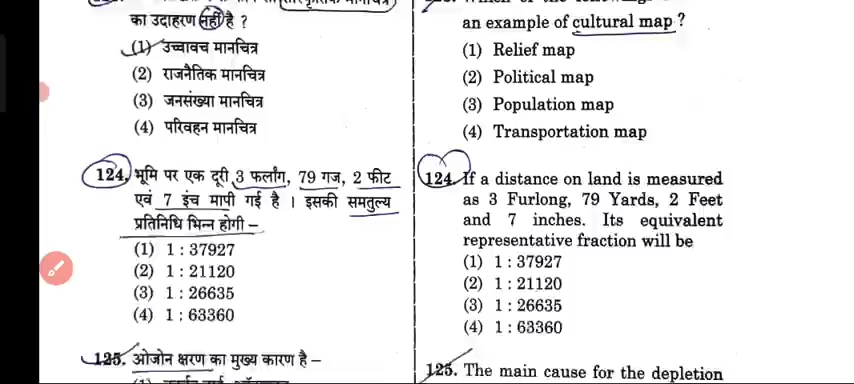 का उदाहरण नहीं है ?
(1) उच्चावच मानचित्र
(2) राजनैतिक मानचित्र
(3) जनसंख्या मानचित्र
(4) परिवहन मानचित्र
124. भूमि पर एक दूरी 3 फर्लांग, 79 गज, 2 फीट
एवं 7 इंच मापी गई है । इसकी समतुल्य
प्रतिनिधि भिन्न होगी –
(1) 1 : 37927
(2) 1 : 21120
(3) 1 : 26635
(4) 1 : 63360
125. ओजोन क्षरण का मुख्य कारण है –
an example of cultural map ?
(1) Relief map
(2) Political map
(3) Population map
(4) Transportation map
124. If a distance on land is measured
as 3 Furlong, 79 Yards, 2 Feet
and 7 inches. Its equivalent
representative fraction will be
(1) 1 : 37927
(2) 1 : 21120
(3) 1 : 26635
(4) 1 : 63360
125. The main cause for the depletion